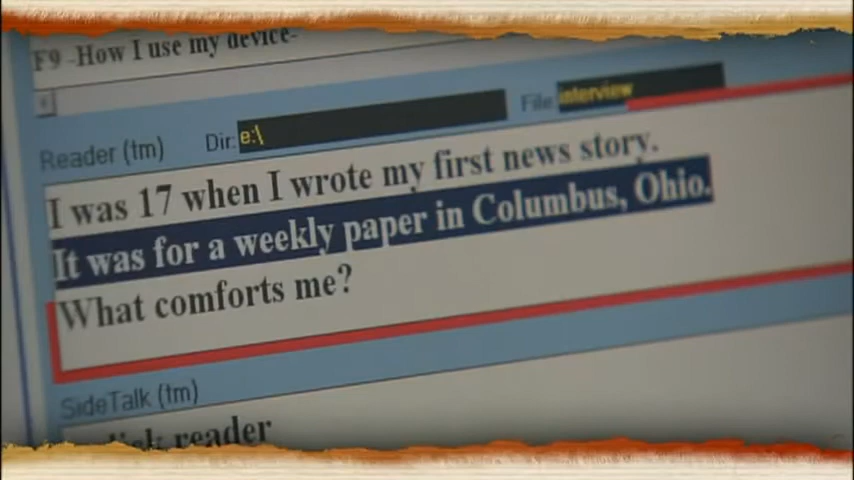 F9 -How I use my device-
Reader (tm) Dir: e:\ File interview
I was 17 when I wrote my first news story.
It was for a weekly paper in Columbus, Ohio.
What comforts me?
SideTalk (tm)
reader